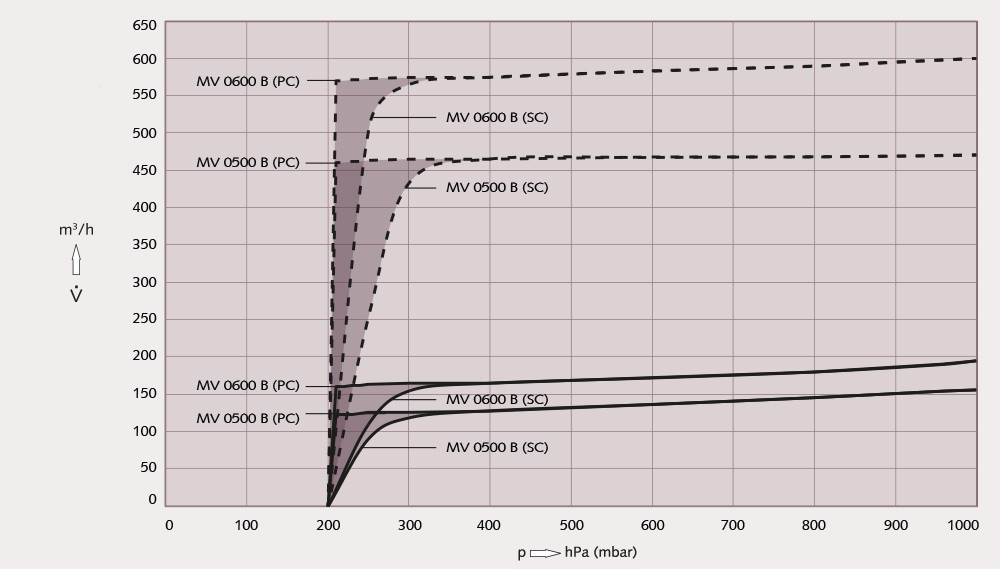 650
600
MV 0600 B (PC)
550
MV 0600 B (SC)
500
MV 0500 B (PC)
450
MV 0500 B (SC)
400
m³/h
350
300
V̇
250
200
MV 0600 B (PC)
150
MV 0600 B (SC)
MV 0500 B (PC)
100
MV 0500 B (SC)
50
0
0 100 200 300 400 500 600 700 800 900 1000
p ⇨ hPa (mbar)